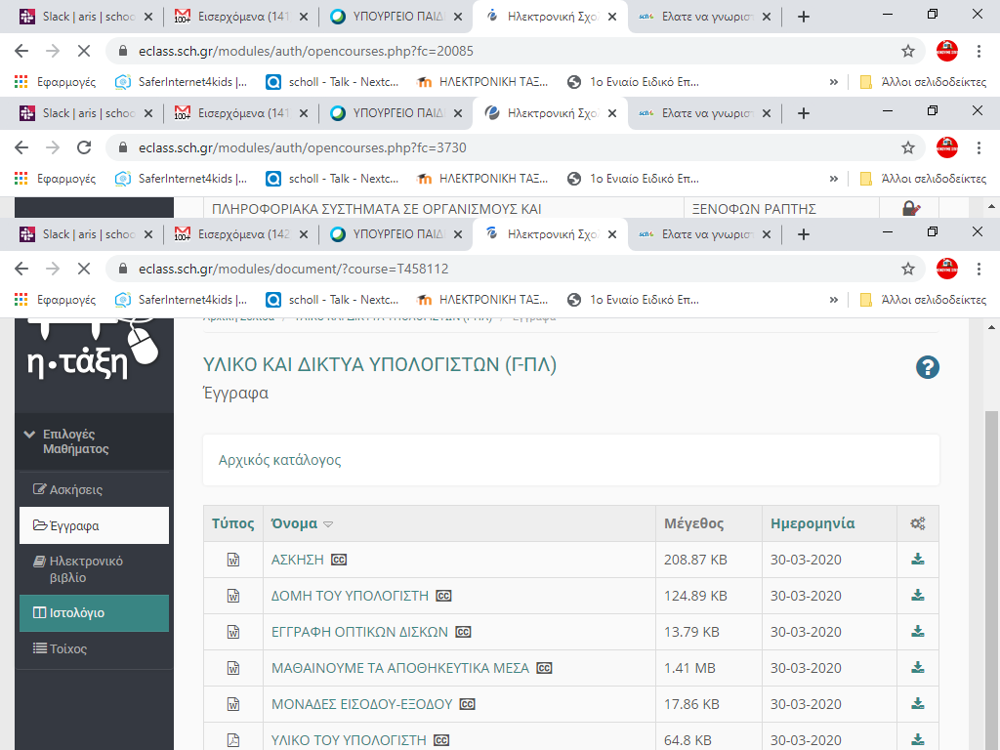 Slack | aris | schoo Εισερχόμενα (141 ΥΠΟΥΡΓΕΙΟ ΠΑΙΔ Ηλεκτρονική Σχο Ελατε να γνωρισ
eclass.sch.gr/modules/auth/opencourses.php?fc=20085
Εφαρμογές SaferInternet4kids |... scholl - Talk - Nextc... ΗΛΕΚΤΡΟΝΙΚΗ ΤΑΞ... 1ο Ενιαίο Ειδικό Επ... » Άλλοι σελιδοδείκτες
Slack | aris | schoo Εισερχόμενα (141 ΥΠΟΥΡΓΕΙΟ ΠΑΙΔ Ηλεκτρονική Σχο Ελατε να γνωρισ
eclass.sch.gr/modules/auth/opencourses.php?fc=3730
Εφαρμογές SaferInternet4kids |... scholl - Talk - Nextc... ΗΛΕΚΤΡΟΝΙΚΗ ΤΑΞ... 1ο Ενιαίο Ειδικό Επ... » Άλλοι σελιδοδείκτες
ΠΛΗΡΟΦΟΡΙΑΚΑ ΣΥΣΤΗΜΑΤΑ ΣΕ ΟΡΓΑΝΙΣΜΟΥΣ ΚΑΙ ΞΕΝΟΦΩΝ ΡΑΠΤΗΣ
Slack | aris | schoo Εισερχόμενα (142 ΥΠΟΥΡΓΕΙΟ ΠΑΙΔ Ηλεκτρονική Σχο Ελατε να γνωρισ
eclass.sch.gr/modules/document/?course=T458112
Εφαρμογές SaferInternet4kids |... scholl - Talk - Nextc... ΗΛΕΚΤΡΟΝΙΚΗ ΤΑΞ... 1ο Ενιαίο Ειδικό Επ... » Άλλοι σελιδοδείκτες
η·τάξη
ΥΛΙΚΟ ΚΑΙ ΔΙΚΤΥΑ ΥΠΟΛΟΓΙΣΤΩΝ (Γ-ΠΛ)
Έγγραφα
Επιλογές
Μαθήματος
Ασκήσεις
Έγγραφα
Ηλεκτρονικό
βιβλίο
Ιστολόγιο
Τοίχος
Αρχικός κατάλογος
Τύπος Όνομα Μέγεθος Ημερομηνία
ΑΣΚΗΣΗ CC 208.87 KB 30-03-2020
ΔΟΜΗ ΤΟΥ ΥΠΟΛΟΓΙΣΤΗ CC 124.89 KB 30-03-2020
ΕΓΓΡΑΦΗ ΟΠΤΙΚΩΝ ΔΙΣΚΩΝ CC 13.79 KB 30-03-2020
ΜΑΘΑΙΝΟΥΜΕ ΤΑ ΑΠΟΘΗΚΕΥΤΙΚΑ ΜΕΣΑ CC 1.41 MB 30-03-2020
ΜΟΝΑΔΕΣ ΕΙΣΟΔΟΥ-ΕΞΟΔΟΥ CC 17.86 KB 30-03-2020
ΥΛΙΚΟ ΤΟΥ ΥΠΟΛΟΓΙΣΤΗ CC 64.8 KB 30-03-2020